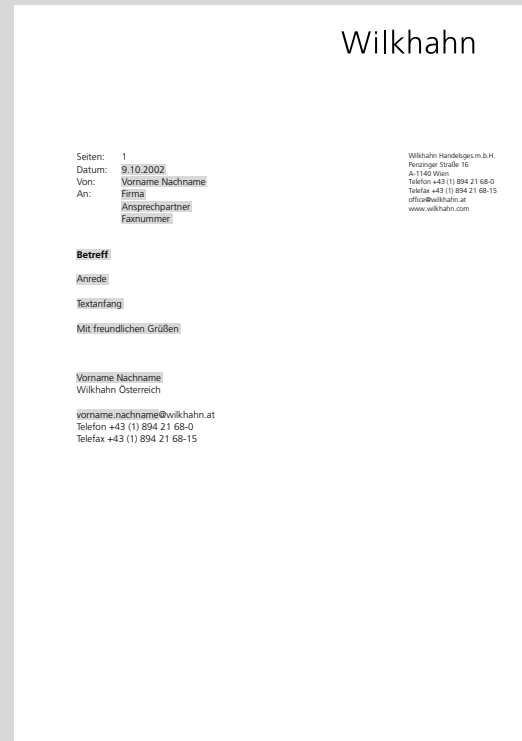 Wilkhahn
Seiten: 1
Datum: 9.10.2002
Von: Vorname Nachname
An: Firma
Ansprechpartner
Faxnummer
Wilkhahn Handelsges.m.b.H.
Penzinger Straße 16
A-1140 Wien
Telefon +43 (1) 894 21 68-0
Telefax +43 (1) 894 21 68-15
office@wilkhahn.at
www.wilkhahn.com
Betreff
Anrede
Textanfang
Mit freundlichen Grüßen
Vorname Nachname
Wilkhahn Österreich
vorname.nachname@wilkhahn.at
Telefon +43 (1) 894 21 68-0
Telefax +43 (1) 894 21 68-15